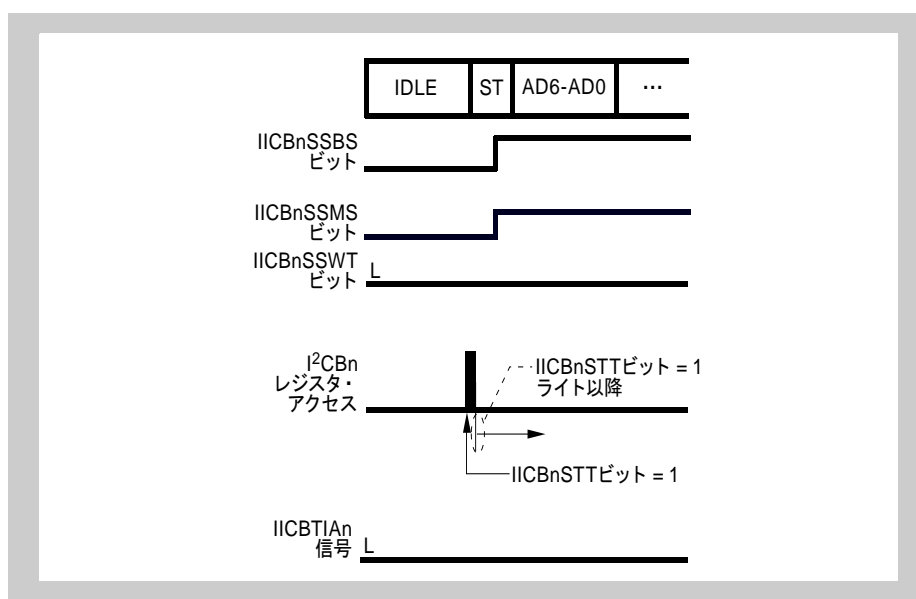 IDLE ST AD6-AD0 …
IICBnSSBS
ビット
IICBnSSMS
ビット
IICBnSSWT
ビット L
I²CBn
レジスタ・
アクセス
IICBnSTTビット = 1
ライト以降
IICBnSTTビット = 1
IICBTIAn
信号 L